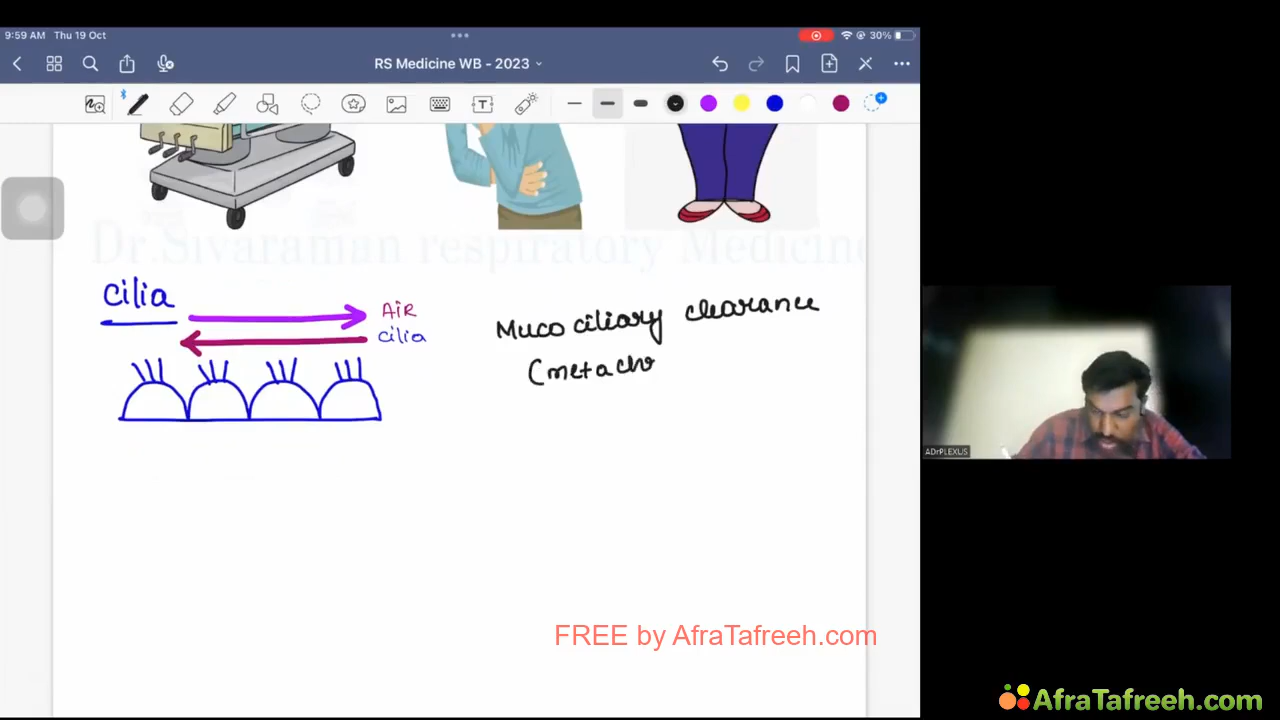 9:59 AM Thu 19 Oct
30%
RS Medicine WB - 2023
T
Dr.Sivaraman respiratory Medicine
cilia
AiR
cilia
Muco ciliary clearance
(metacho
ADrPLEXUS
FREE by AfraTafreeh.com
AfraTafreeh.com